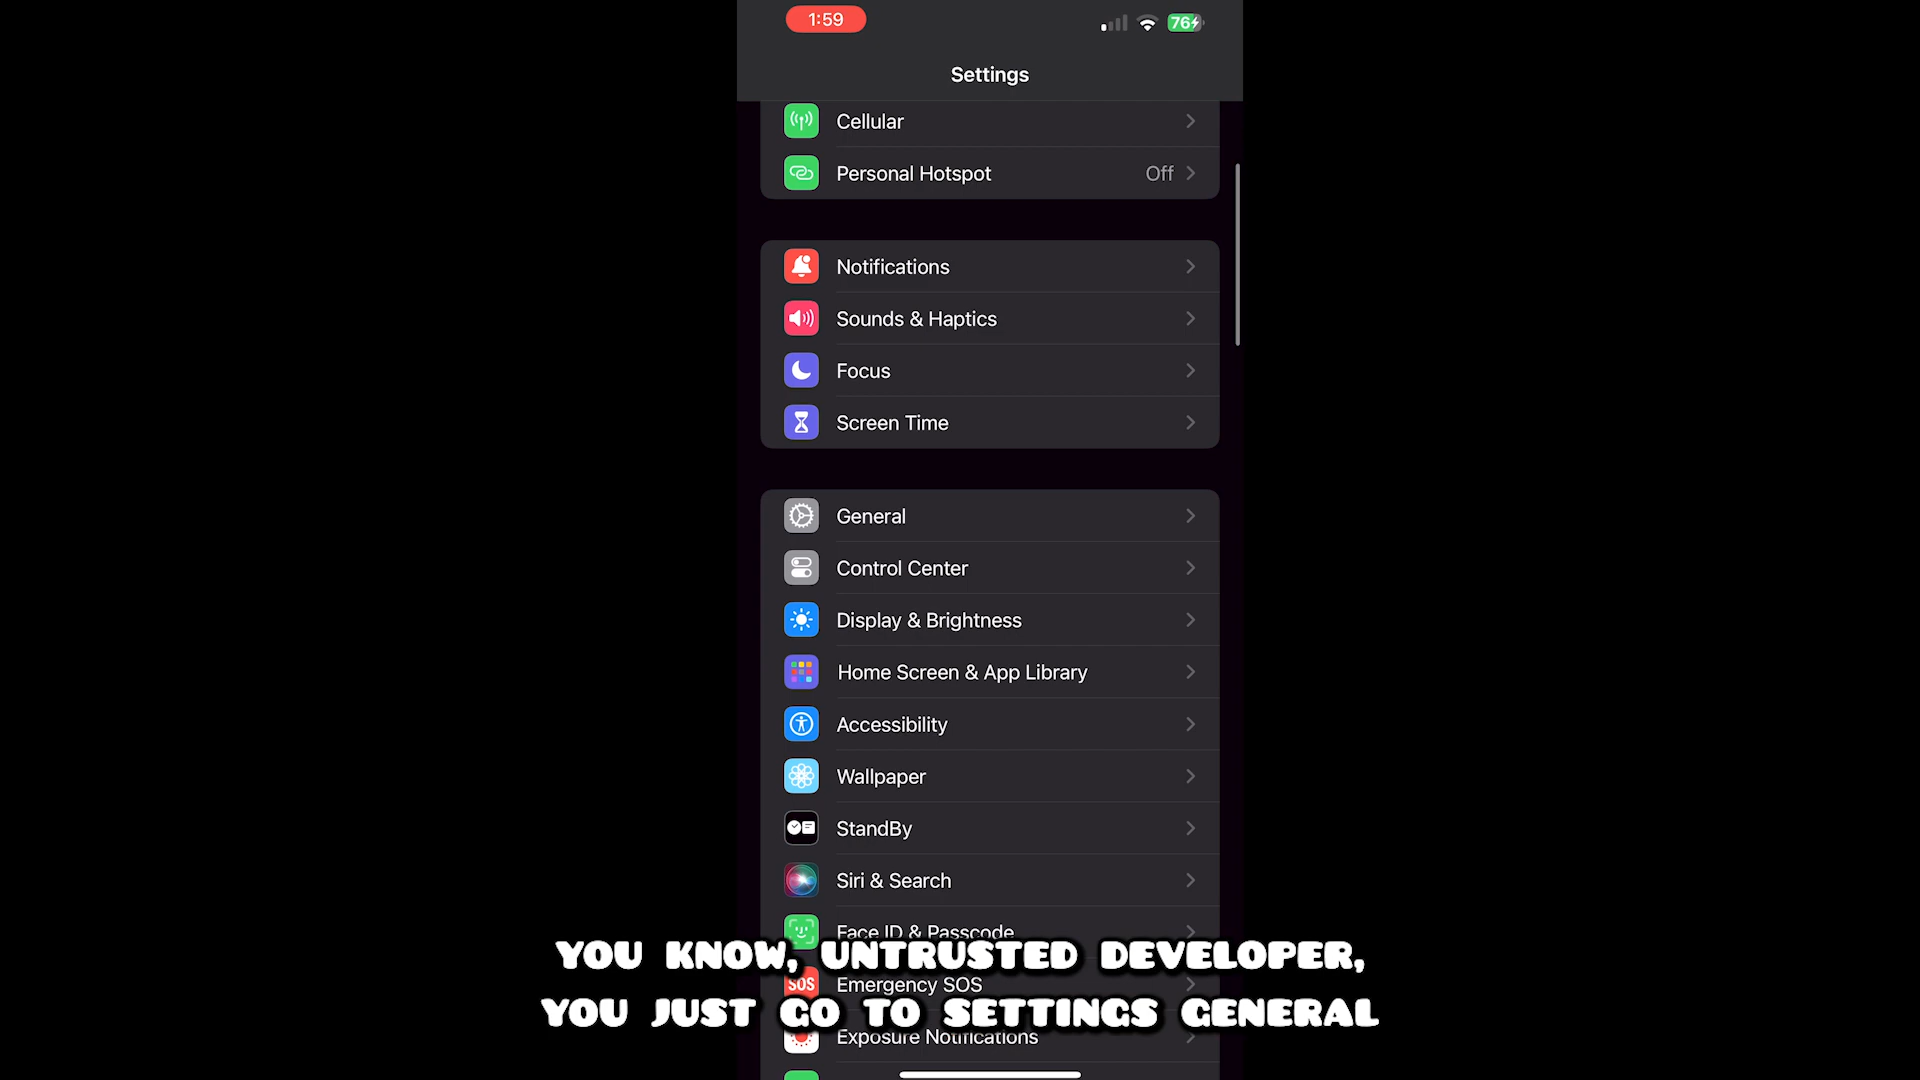 1:59
76
Settings
Cellular
Personal Hotspot Off
Notifications
Sounds & Haptics
Focus
Screen Time
General
Control Center
Display & Brightness
Home Screen & App Library
Accessibility
Wallpaper
StandBy
Siri & Search
Face ID & Passcode
YOU KNOW, UNTRUSTED DEVELOPER,
SOS Emergency SOS
YOU JUST GO TO SETTINGS GENERAL
Exposure Notifications